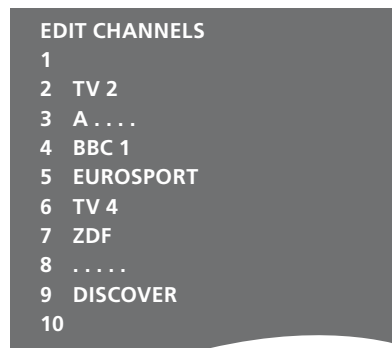 EDIT CHANNELS
1
2 TV 2
3 A . . . .
4 BBC 1
5 EUROSPORT
6 TV 4
7 ZDF
8 . . . . .
9 DISCOVER
10